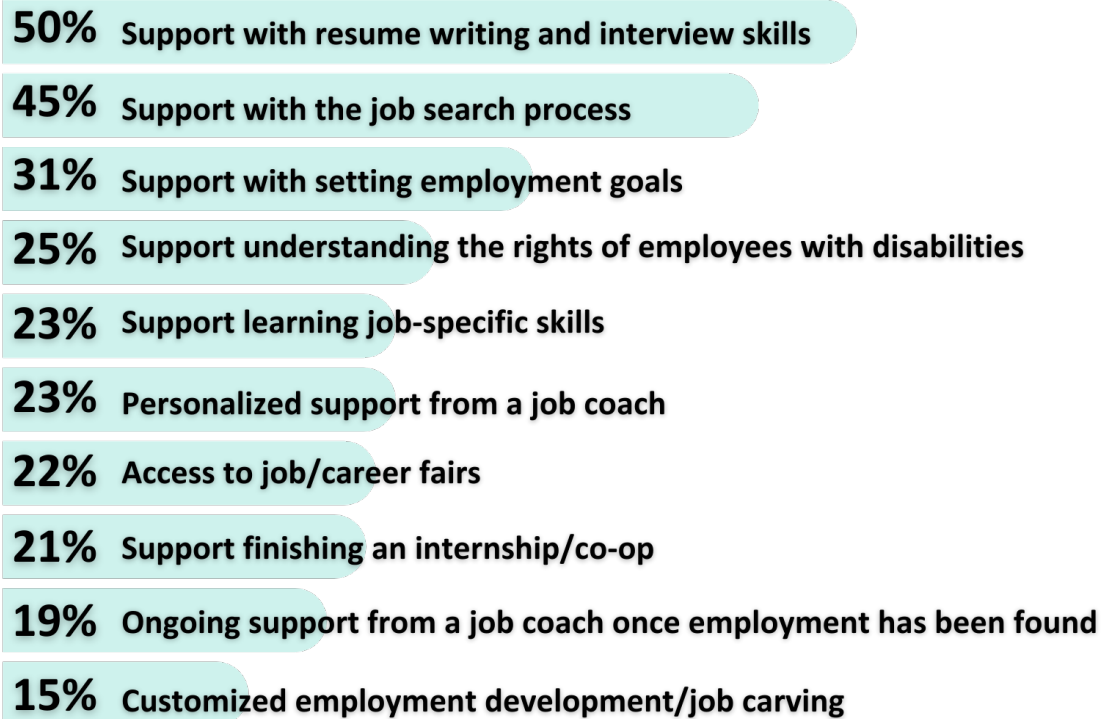 50% Support with resume writing and interview skills
45% Support with the job search process
31% Support with setting employment goals
25% Support understanding the rights of employees with disabilities
23% Support learning job-specific skills
23% Personalized support from a job coach
22% Access to job/career fairs
21% Support finishing an internship/co-op
19% Ongoing support from a job coach once employment has been found
15% Customized employment development/job carving